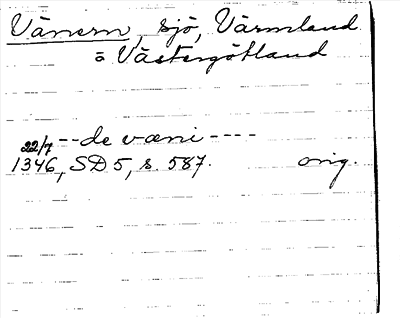 Vänern, sjö, Värmland
o Västergötland
22/7 -- de væni ----
1346, SD 5, s. 587. orig.